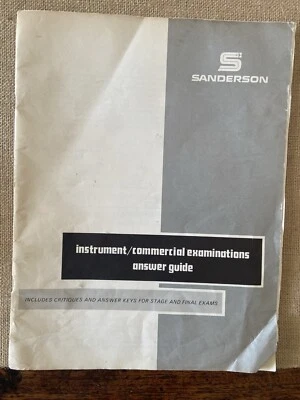 SANDERSON
instrument/commercial examinations
answer guide
INCLUDES CRITIQUES AND ANSWER KEYS FOR STAGE AND FINAL EXAMS